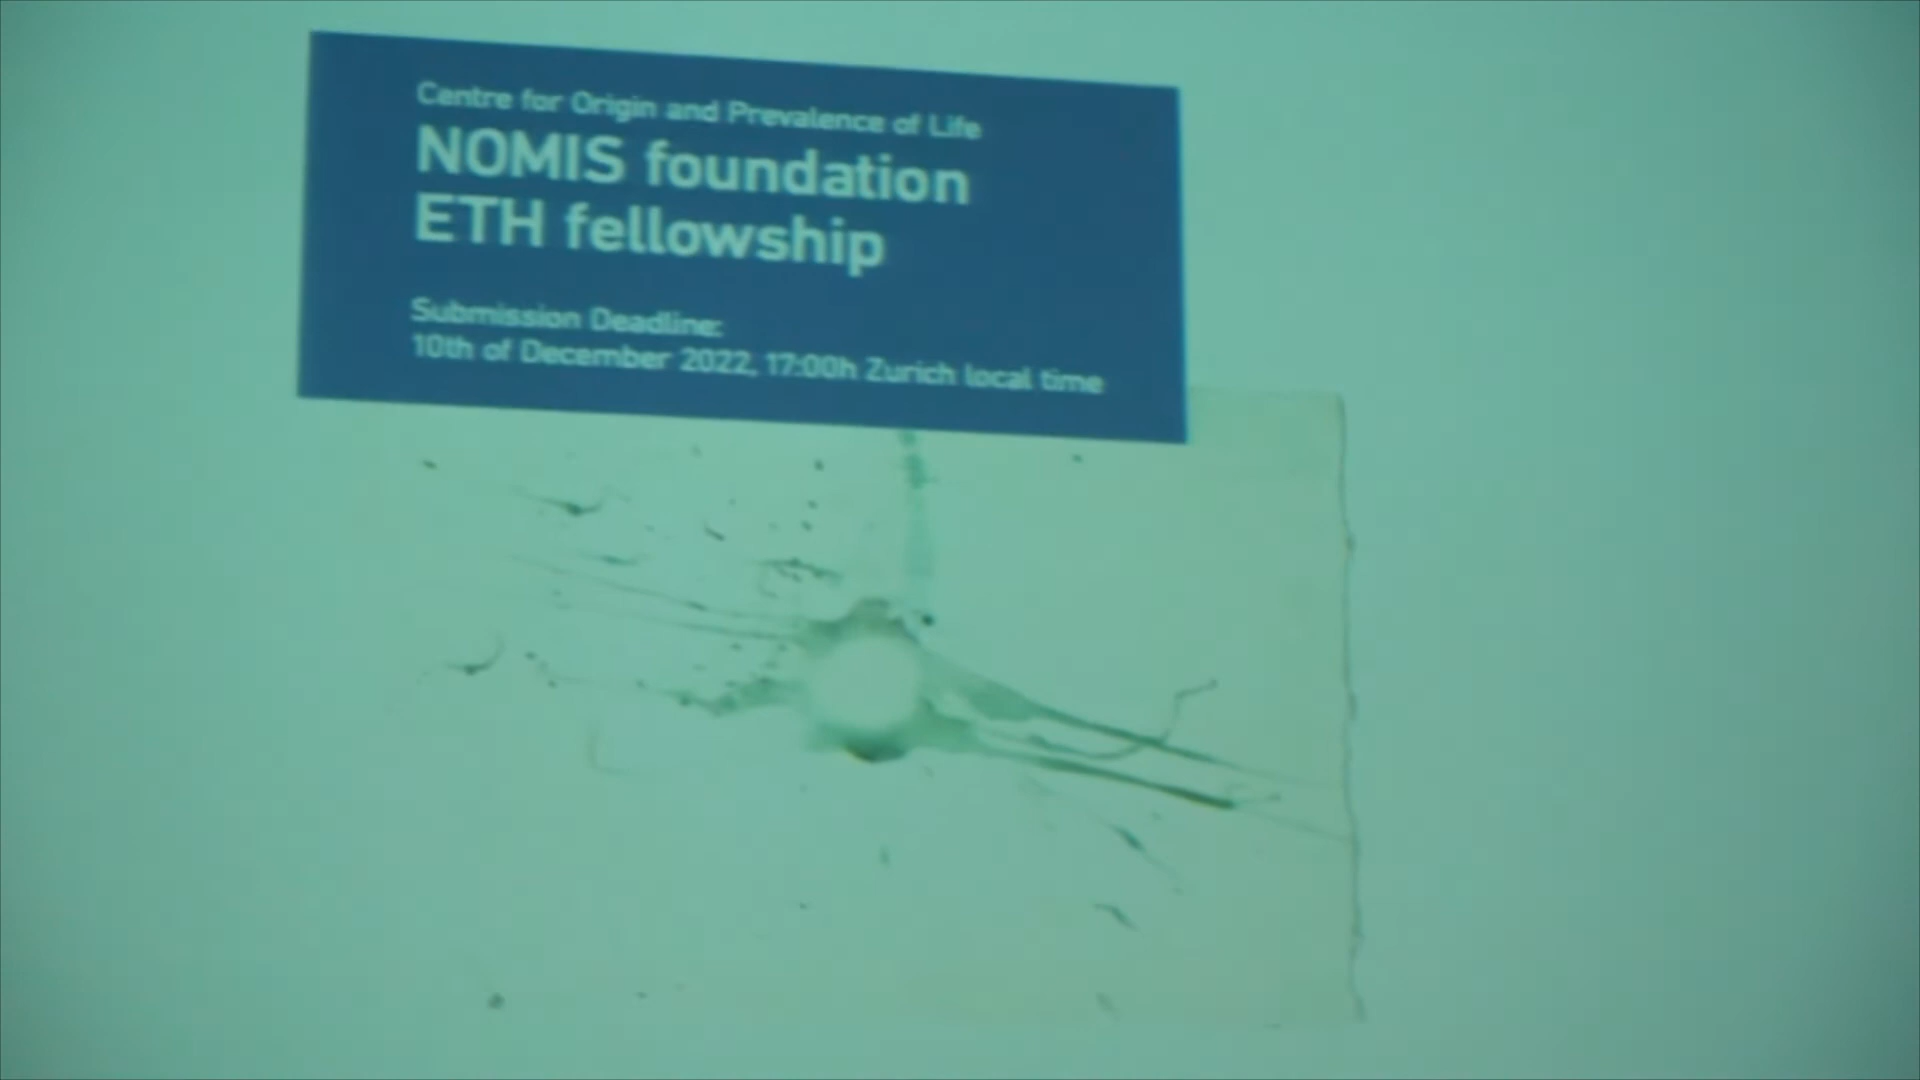 Centre for Origin and Prevalence of Life
NOMIS foundation
ETH fellowship
Submission Deadline:
10th of December 2022, 17:00h Zurich local time